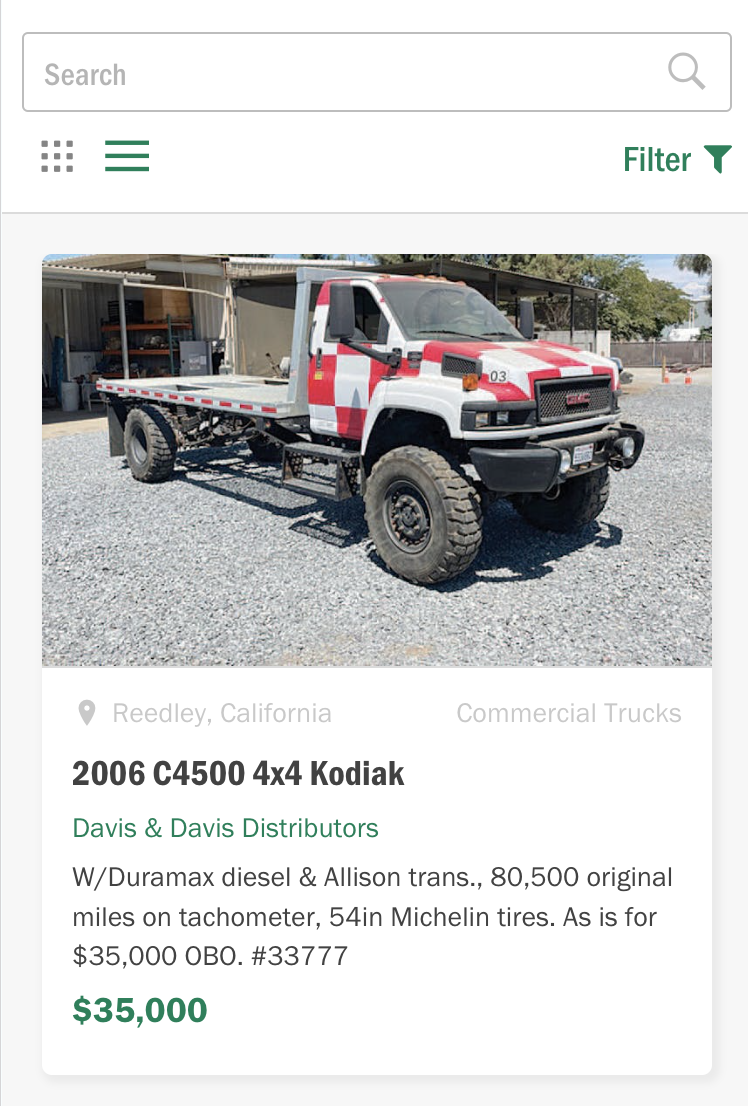 Search
Filter
03
GMC
Reedley, California
Commercial Trucks
2006 C4500 4x4 Kodiak
Davis & Davis Distributors
W/Duramax diesel & Allison trans., 80,500 original
miles on tachometer, 54in Michelin tires. As is for
$35,000 OBO. #33777
$35,000